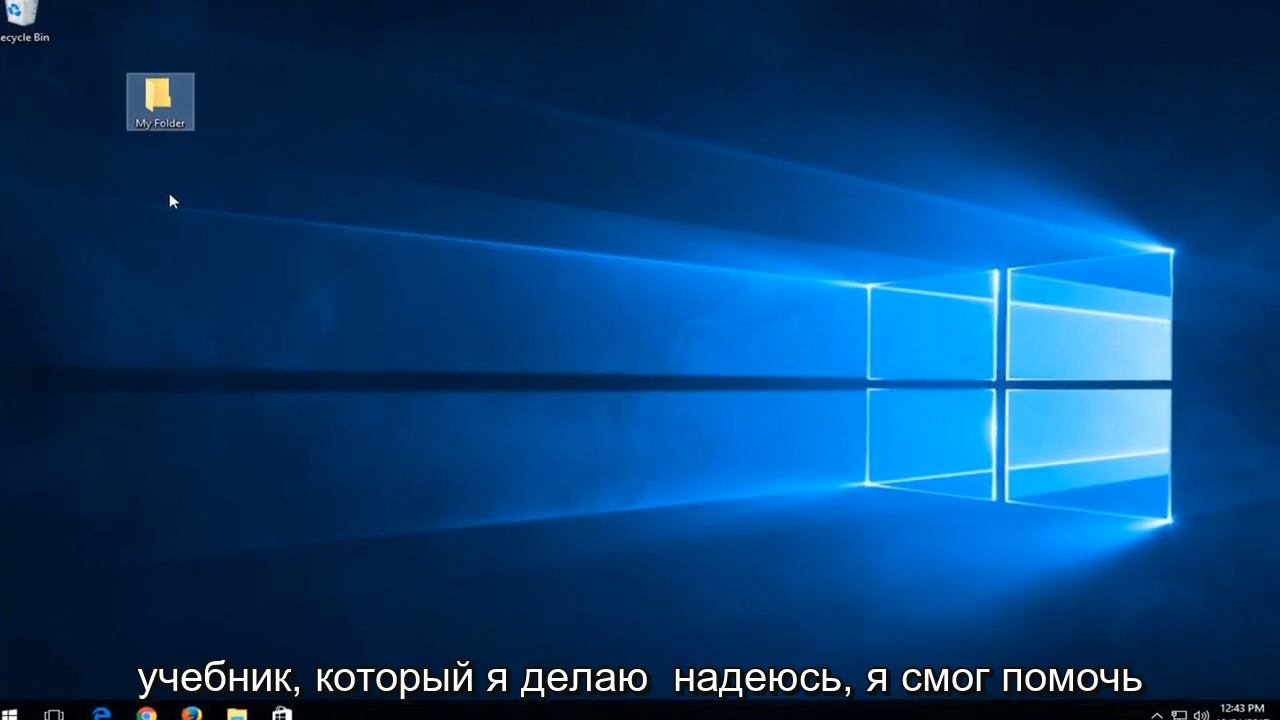 ecycle Bin
My Folder
учебник, который я делаю надеюсь, я смог помочь
12:43 PM